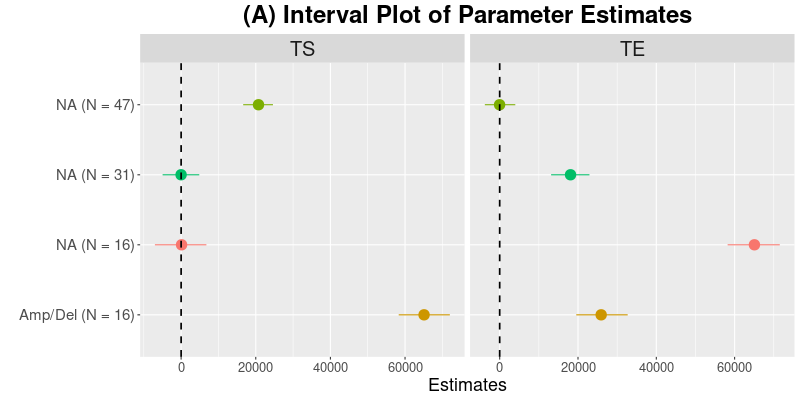 (A) Interval Plot of Parameter Estimates
TS TE
NA (N = 47)
NA (N = 31)
NA (N = 16)
Amp/Del (N = 16)
0 20000 40000 60000 0 20000 40000 60000
Estimates